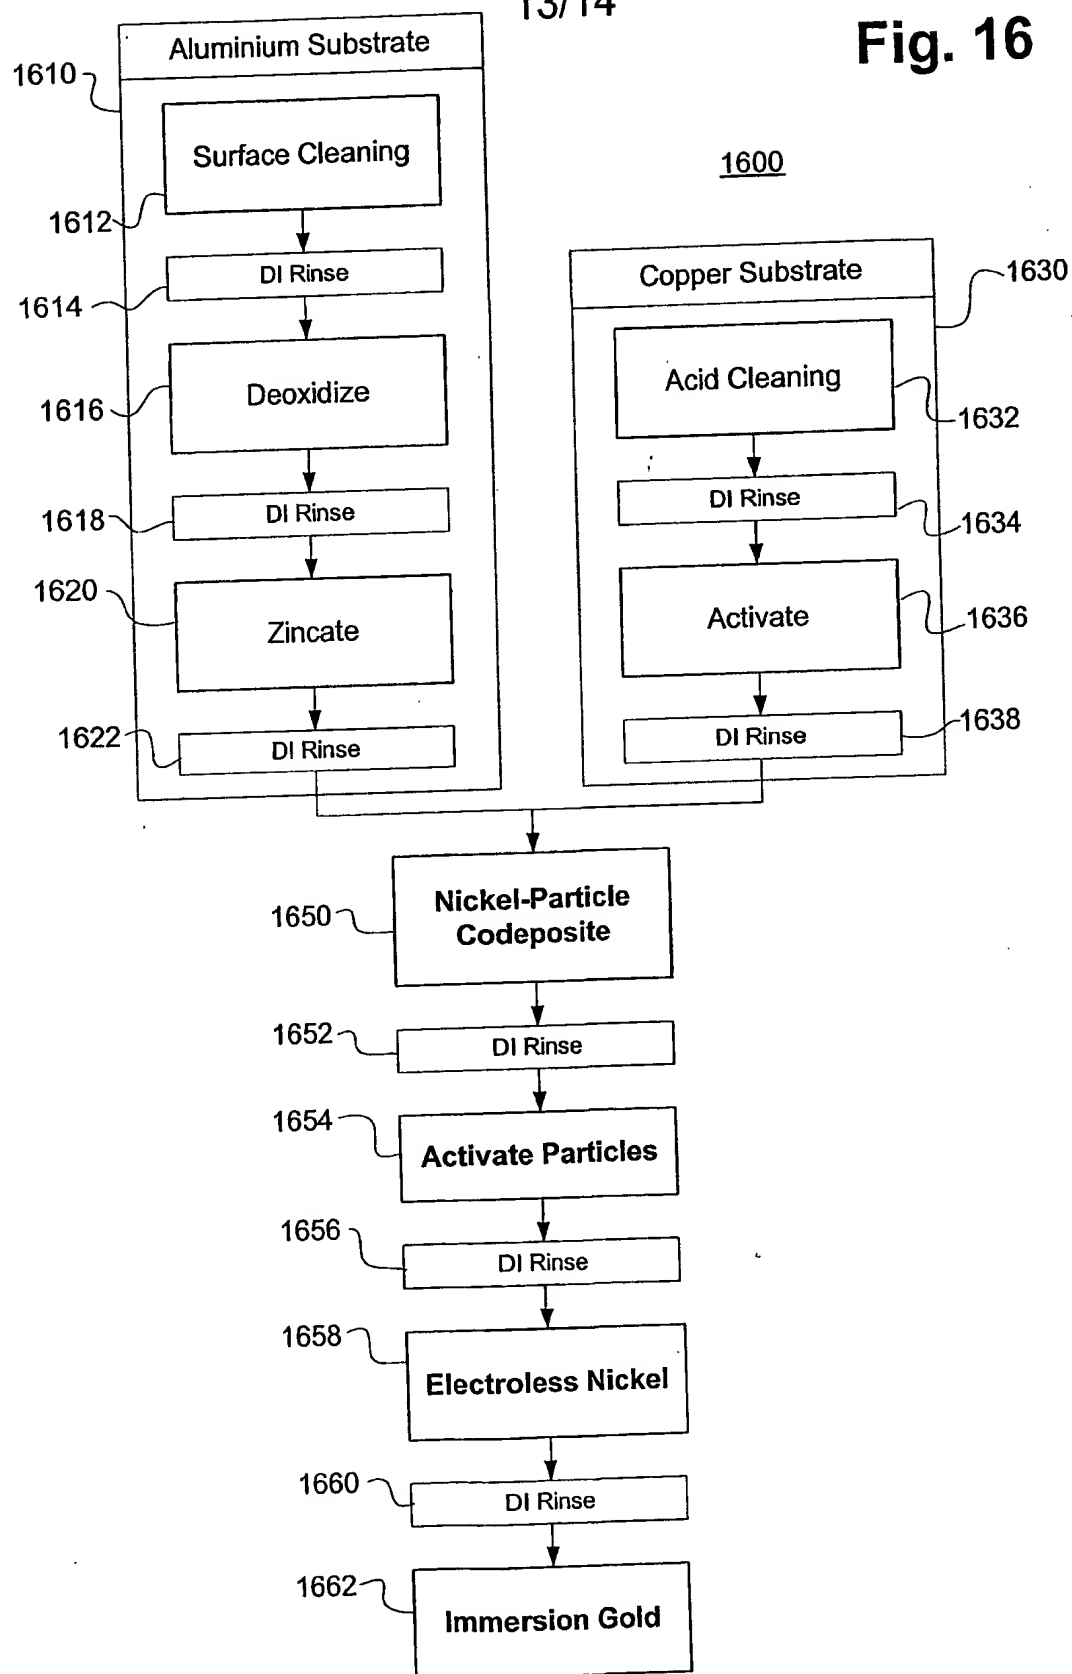 13/14
Fig. 16
1600
Aluminium Substrate
1610
Surface Cleaning
1612
DI Rinse
1614
Deoxidize
1616
DI Rinse
1618
Zincate
1620
DI Rinse
1622
Copper Substrate
1630
Acid Cleaning
1632
DI Rinse
1634
Activate
1636
DI Rinse
1638
Nickel-Particle
Codeposite
1650
DI Rinse
1652
Activate Particles
1654
DI Rinse
1656
Electroless Nickel
1658
DI Rinse
1660
Immersion Gold
1662